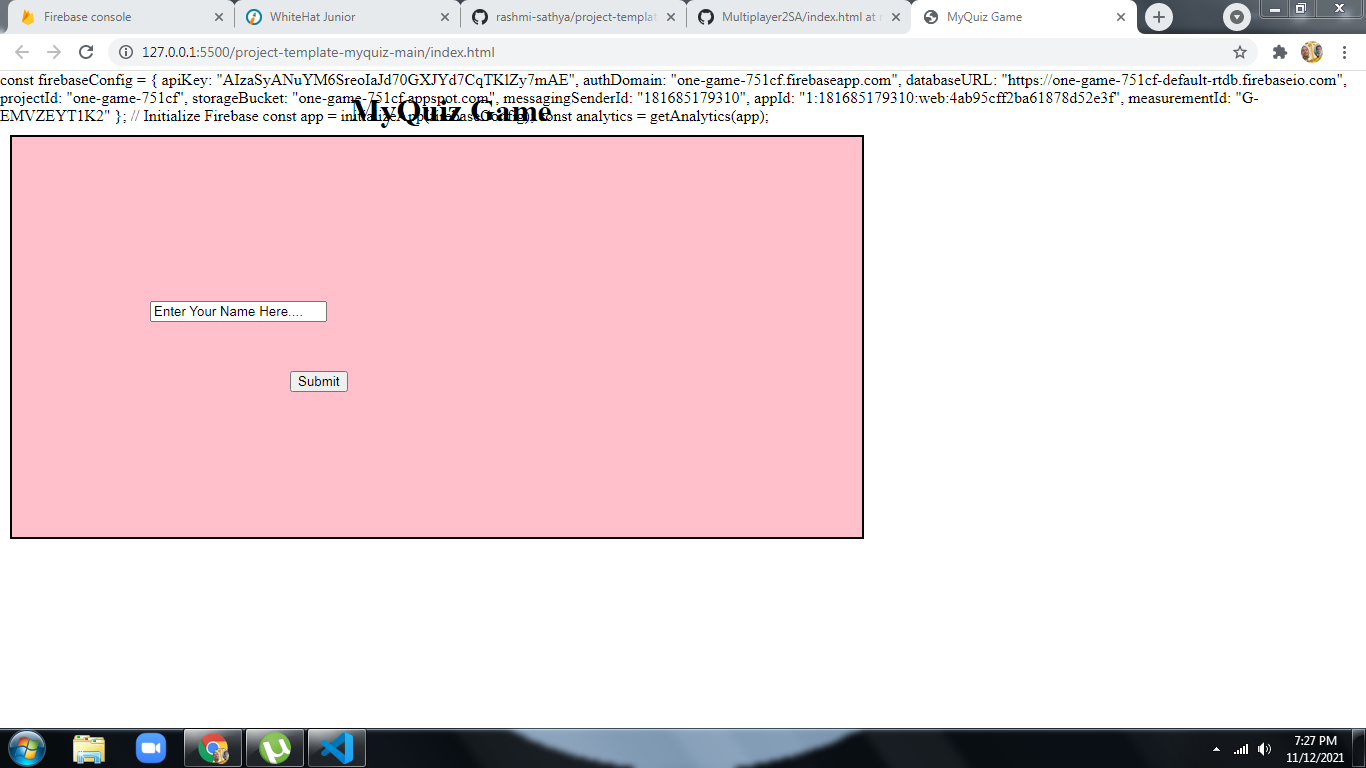 Firebase console
WhiteHat Junior
rashmi-sathya/project-templat
Multiplayer2SA/index.html at
MyQuiz Game
127.0.0.1:5500/project-template-myquiz-main/index.html
const firebaseConfig = { apiKey: "AIzaSyANuYM6SreoIaJd70GXJYd7CqTKlZy7mAE", authDomain: "one-game-751cf.firebaseapp.com", databaseURL: "https://one-game-751cf-default-rtdb.firebaseio.com",
projectId: "one-game-751cf", storageBucket: "one-game-751cf.appspot.com", messagingSenderId: "181685179310", appId: "1:181685179310:web:4ab95cff2ba61878d52e3f", measurementId: "G-
EMVZEYT1K2" }; // Initialize Firebase const app = initializeApp(firebaseConfig); const analytics = getAnalytics(app);
MyQuiz Game
Enter Your Name Here....
Submit
7:27 PM
11/12/2021